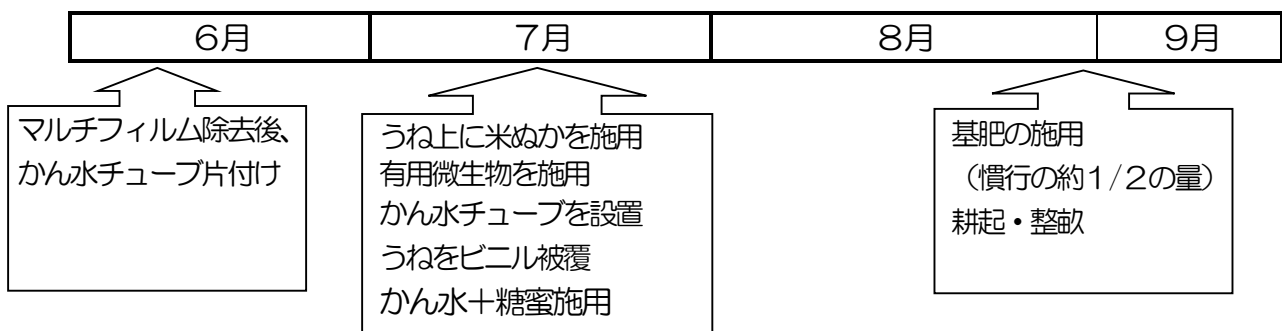 6月
7月
8月
9月
マルチフィルム除去後、
かん水チューブ片付け
うね上に米ぬかを施用
有用微生物を施用
かん水チューブを設置
うねをビニル被覆
かん水＋糖蜜施用
基肥の施用
（慣行の約１/２の量）
耕起・整畝